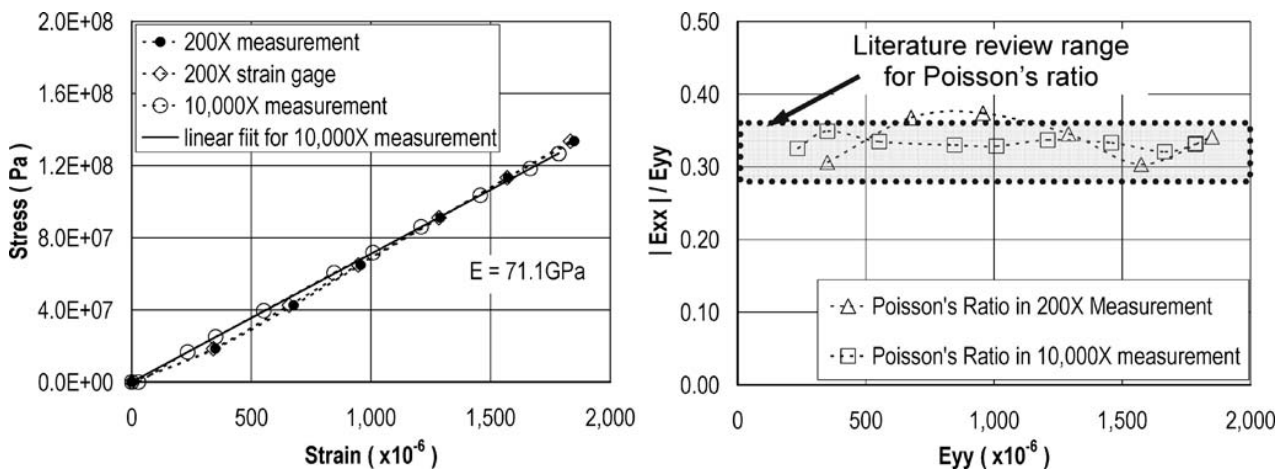 2.0E+08
1.6E+08
1.2E+08
8.0E+07
4.0E+07
0.0E+00
Stress ( Pa )
200X measurement
200X strain gage
10,000X measurement
linear fiit for 10,000X measurement
E = 71.1GPa
0
500
1,000
1,500
2,000
Strain ( x10⁻⁶ )
0.50
0.40
0.30
0.20
0.10
0.00
| Exx | / Eyy
Literature review range
for Poisson's ratio
Poisson's Ratio in 200X Measurement
Poisson's Ratio in 10,000X measurement
0
500
1,000
1,500
2,000
Eyy ( x10⁻⁶ )